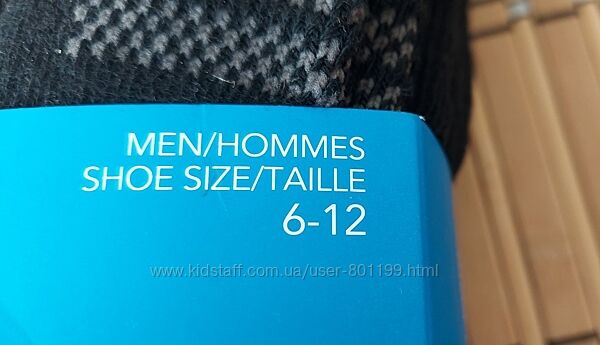 MEN/HOMMES
SHOE SIZE/TAILLE
6-12
www.kidstaff.com.ua/user-801199.html